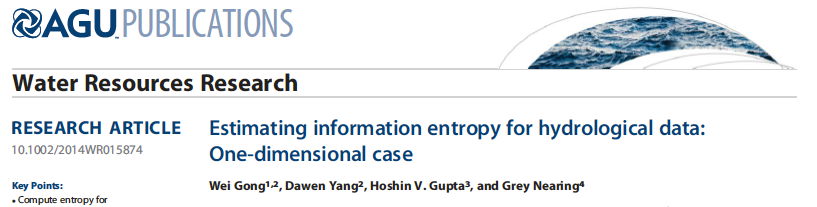 AGU PUBLICATIONS
Water Resources Research
RESEARCH ARTICLE
10.1002/2014WR015874
Estimating information entropy for hydrological data:
One-dimensional case
Key Points:
• Compute entropy for
Wei Gong¹,², Dawen Yang², Hoshin V. Gupta³, and Grey Nearing⁴